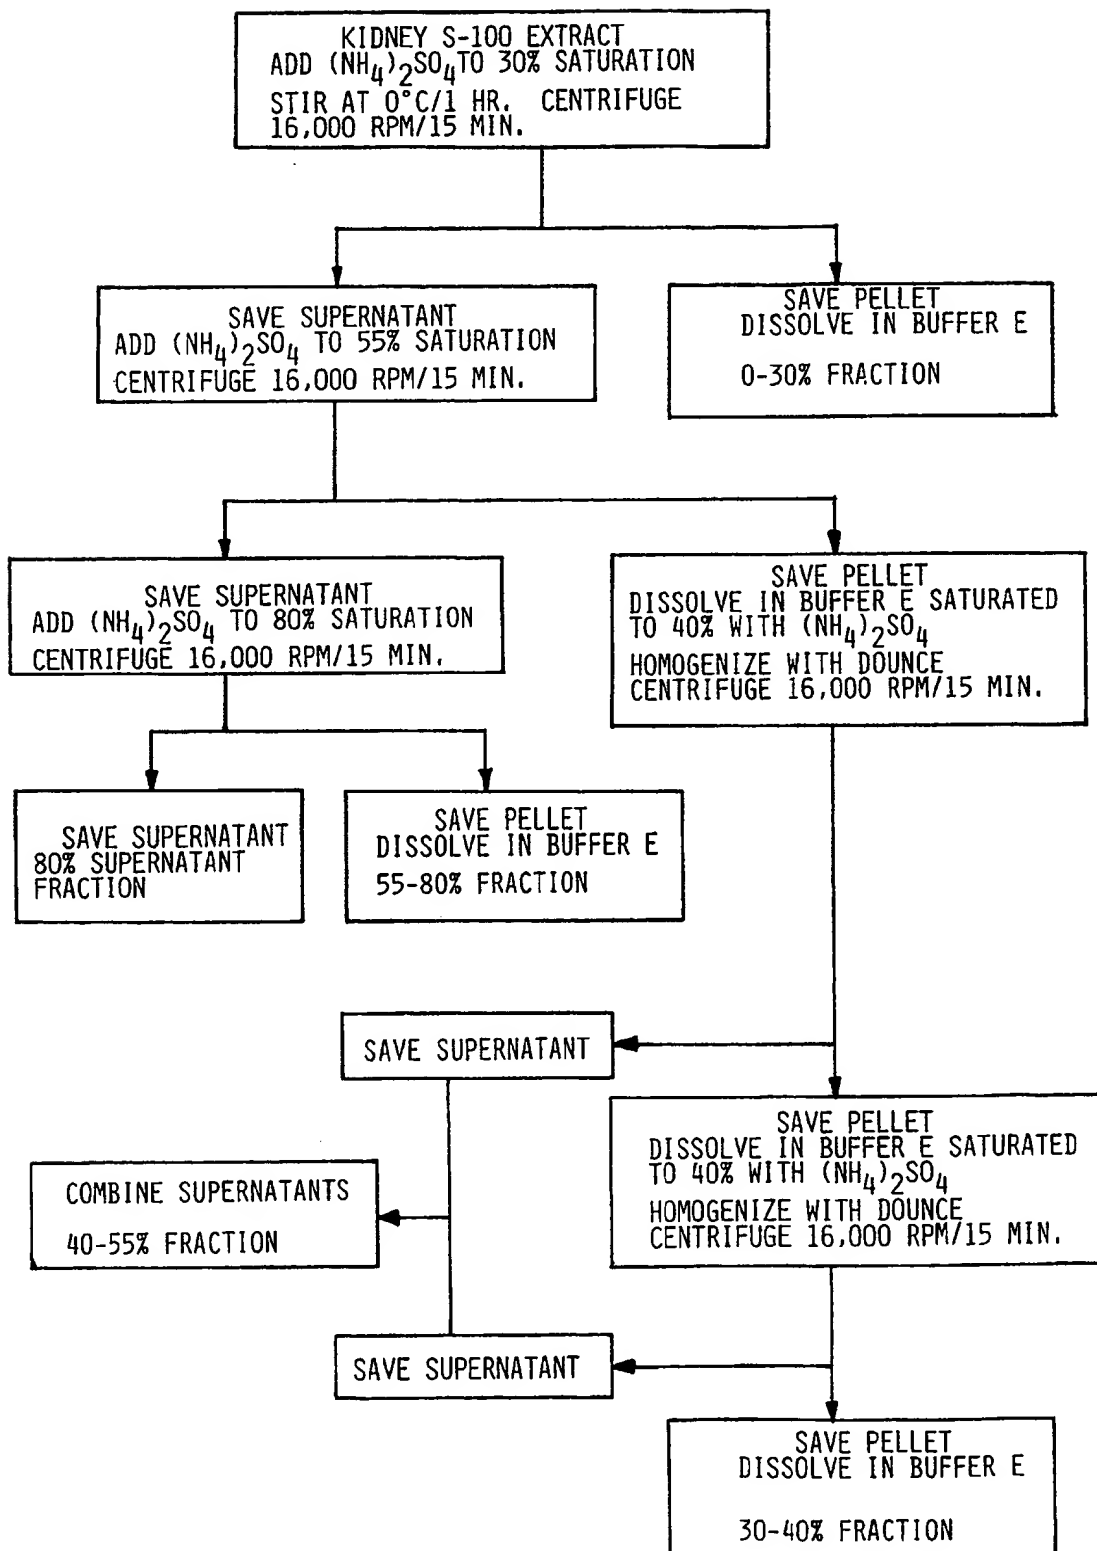 KIDNEY S-100 EXTRACT
ADD (NH4)2SO4 TO 30% SATURATION
STIR AT 0°C/1 HR. CENTRIFUGE
16,000 RPM/15 MIN.
SAVE SUPERNATANT
ADD (NH4)2SO4 TO 55% SATURATION
CENTRIFUGE 16,000 RPM/15 MIN.
SAVE PELLET
DISSOLVE IN BUFFER E
0-30% FRACTION
SAVE SUPERNATANT
ADD (NH4)2SO4 TO 80% SATURATION
CENTRIFUGE 16,000 RPM/15 MIN.
SAVE PELLET
DISSOLVE IN BUFFER E SATURATED
TO 40% WITH (NH4)2SO4
HOMOGENIZE WITH DOUNCE
CENTRIFUGE 16,000 RPM/15 MIN.
SAVE SUPERNATANT
80% SUPERNATANT
FRACTION
SAVE PELLET
DISSOLVE IN BUFFER E
55-80% FRACTION
SAVE SUPERNATANT
SAVE PELLET
DISSOLVE IN BUFFER E SATURATED
TO 40% WITH (NH4)2SO4
HOMOGENIZE WITH DOUNCE
CENTRIFUGE 16,000 RPM/15 MIN.
COMBINE SUPERNATANTS
40-55% FRACTION
SAVE SUPERNATANT
SAVE PELLET
DISSOLVE IN BUFFER E
30-40% FRACTION